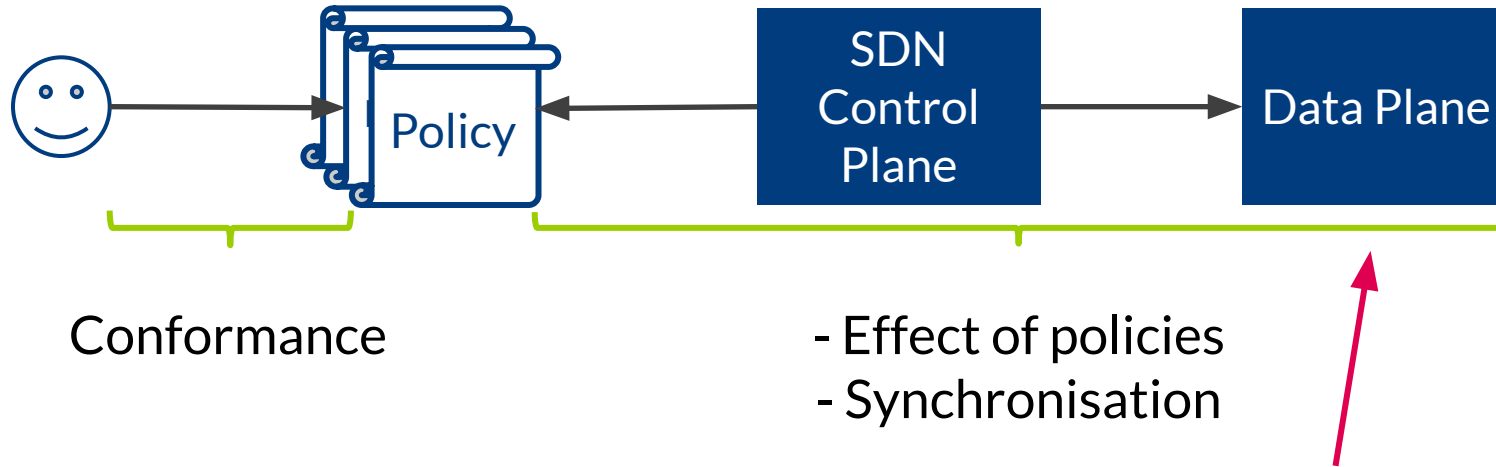 Policy
SDN
Control
Plane
Data Plane
Conformance
- Effect of policies
- Synchronisation